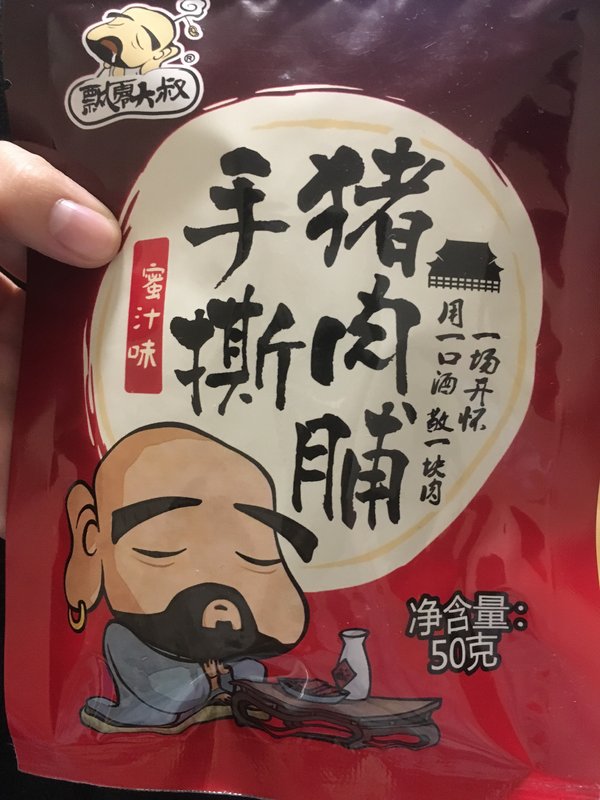 飘零大叔
®
手撕
猪肉脯
蜜汁味
一场开怀
用一口酒敬一块肉
净含量:
50克